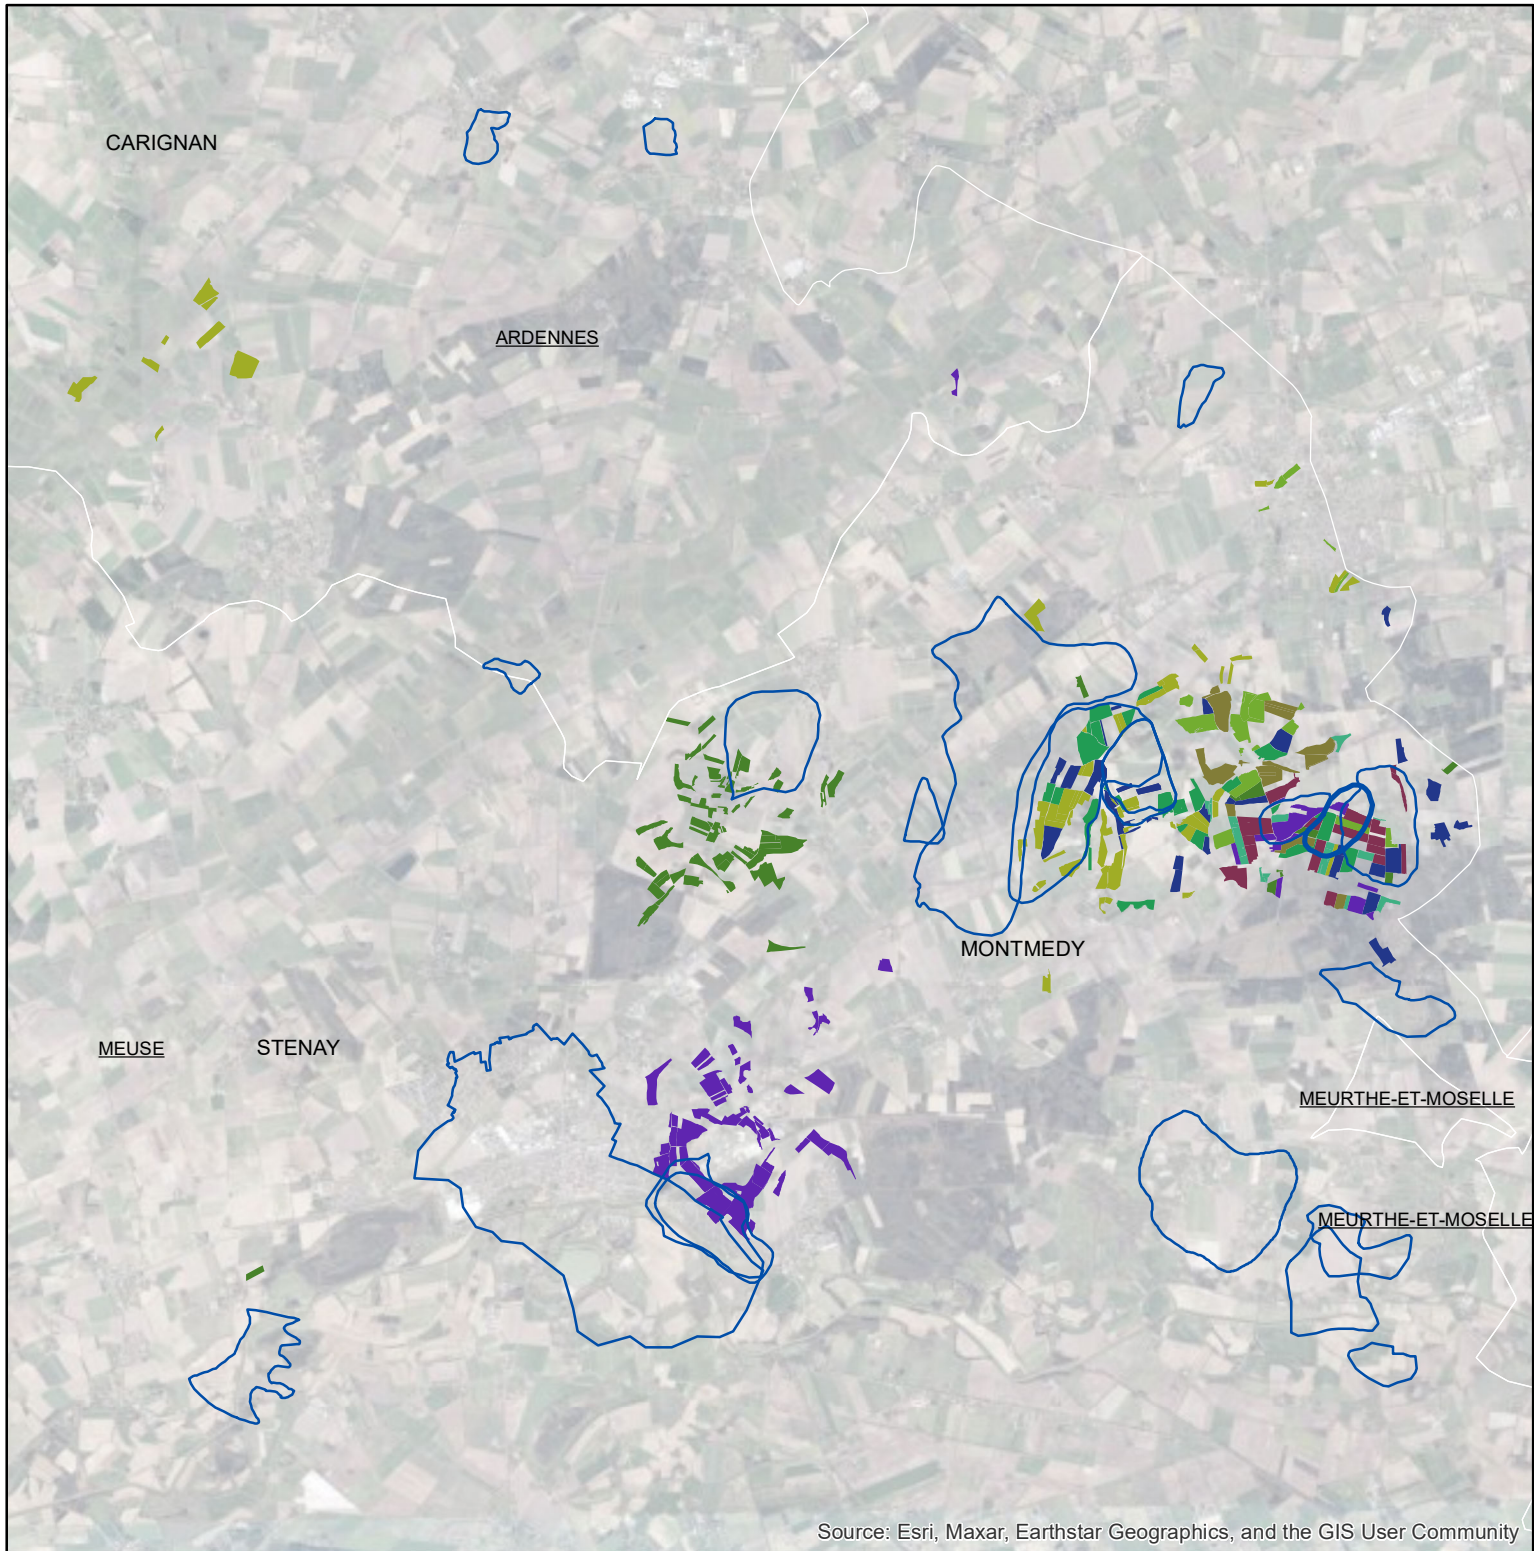 CARIGNAN
ARDENNES
MONTMEDY
MEUSE
STENAY
MEURTHE-ET-MOSELLE
MEURTHE-ET-MOSELLE
Source: Esri, Maxar, Earthstar Geographics, and the GIS User Community